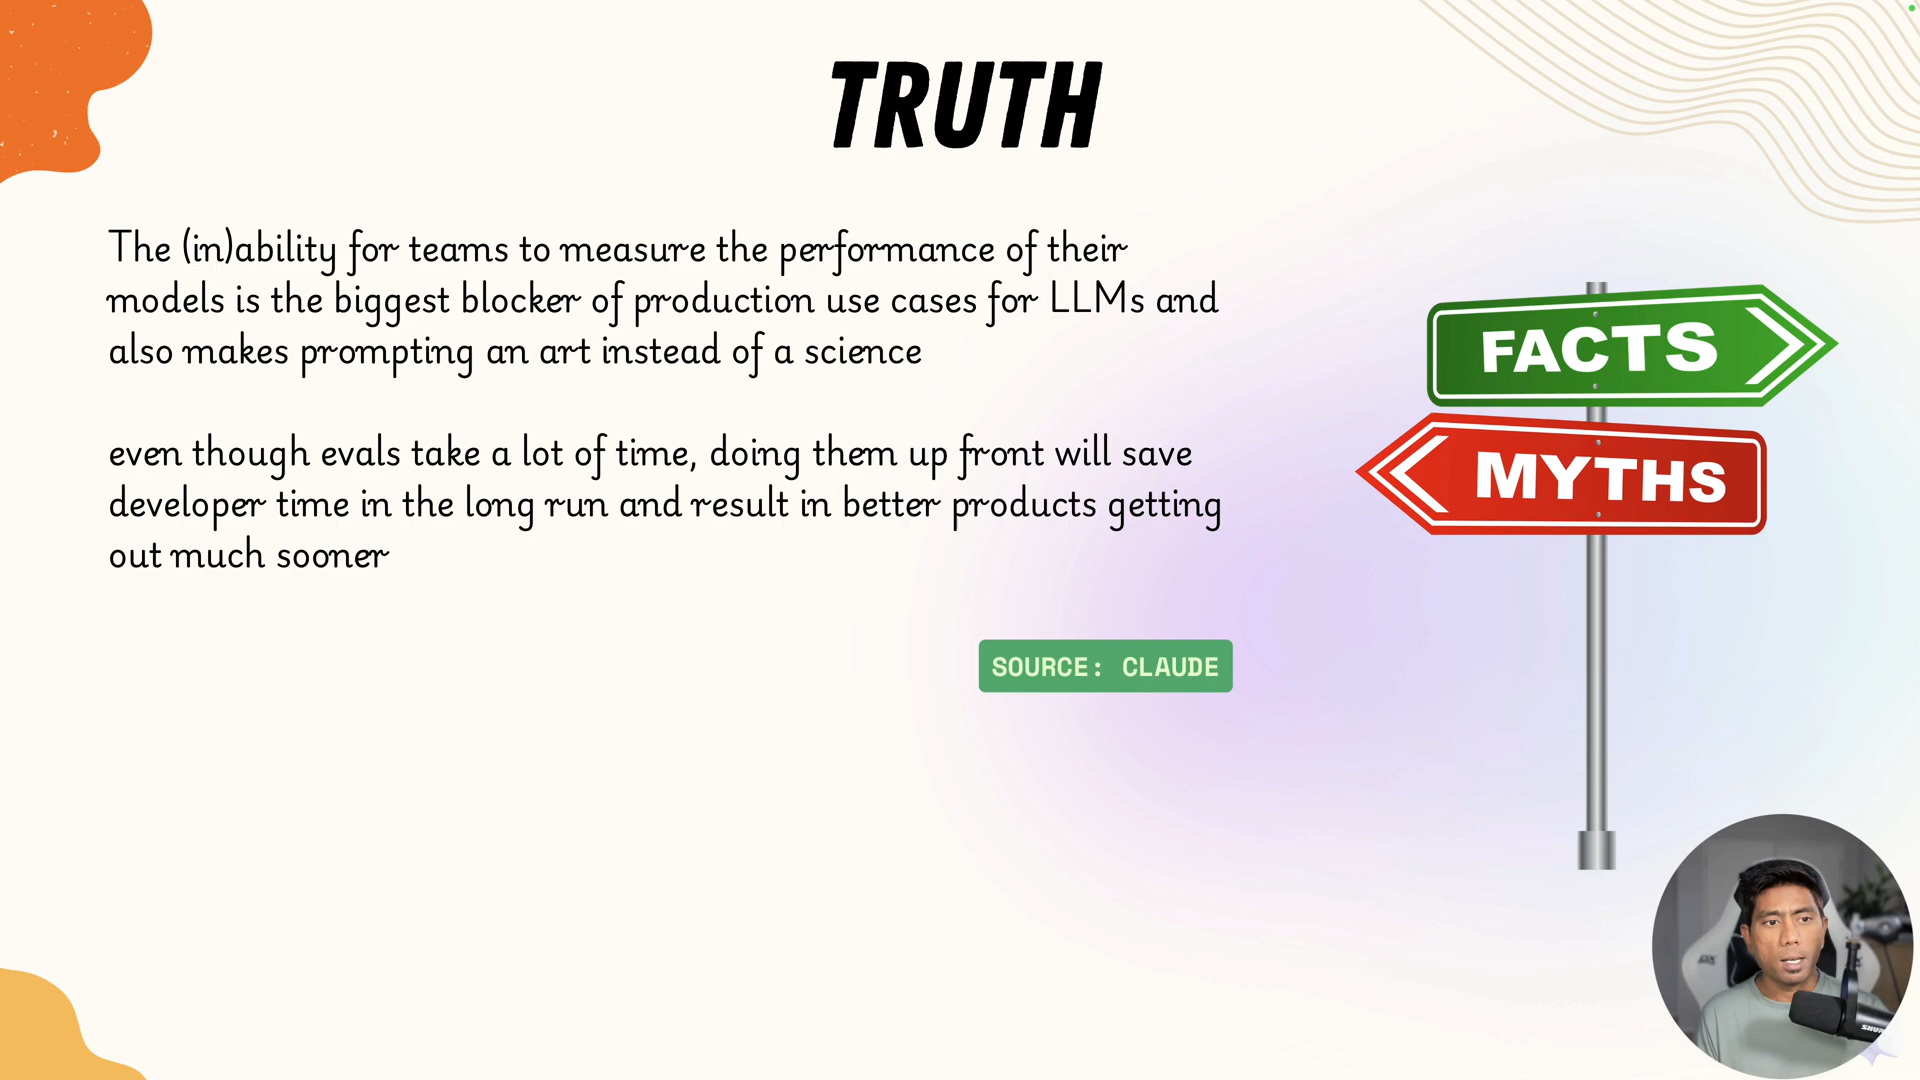 TRUTH
The (in)ability for teams to measure the performance of their
models is the biggest blocker of production use cases for LLMs and
also makes prompting an art instead of a science
even though evals take a lot of time, doing them up front will save
developer time in the long run and result in better products getting
out much sooner
SOURCE: CLAUDE
FACTS
MYTHS